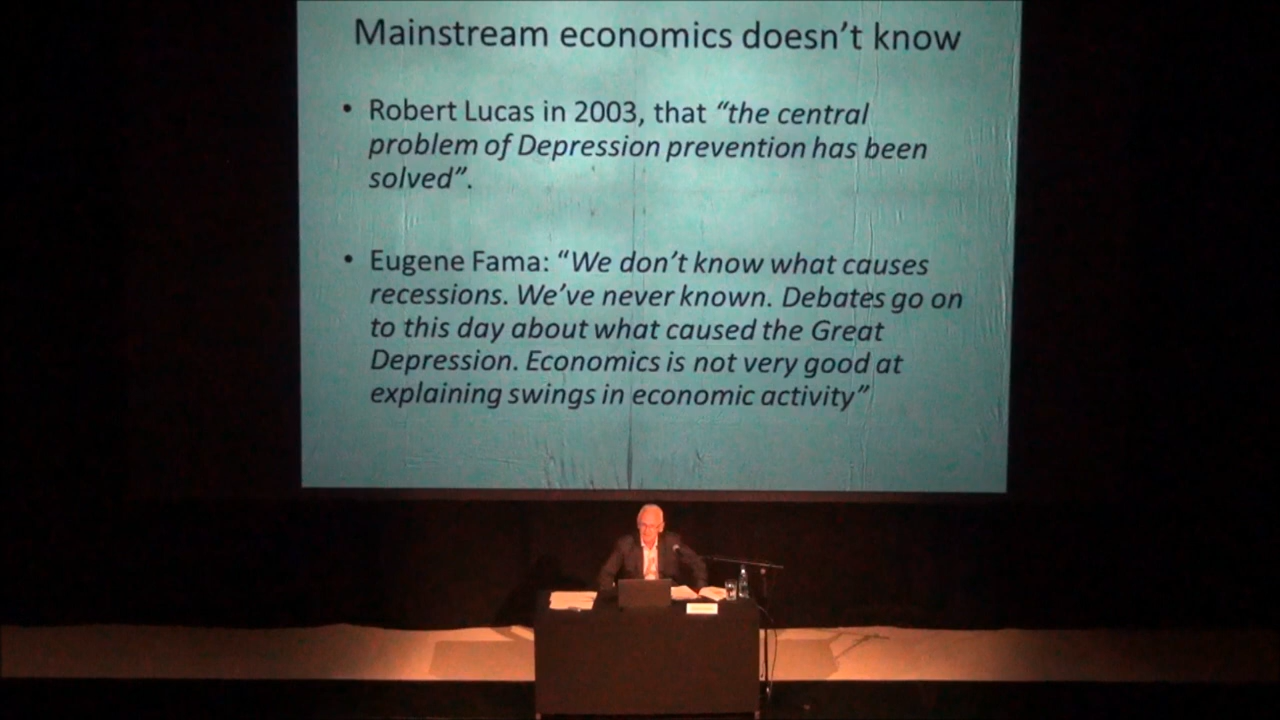 Mainstream economics doesn't know
• Robert Lucas in 2003, that “the central
problem of Depression prevention has been
solved”.
• Eugene Fama: “We don't know what causes
recessions. We've never known. Debates go on
to this day about what caused the Great
Depression. Economics is not very good at
explaining swings in economic activity”